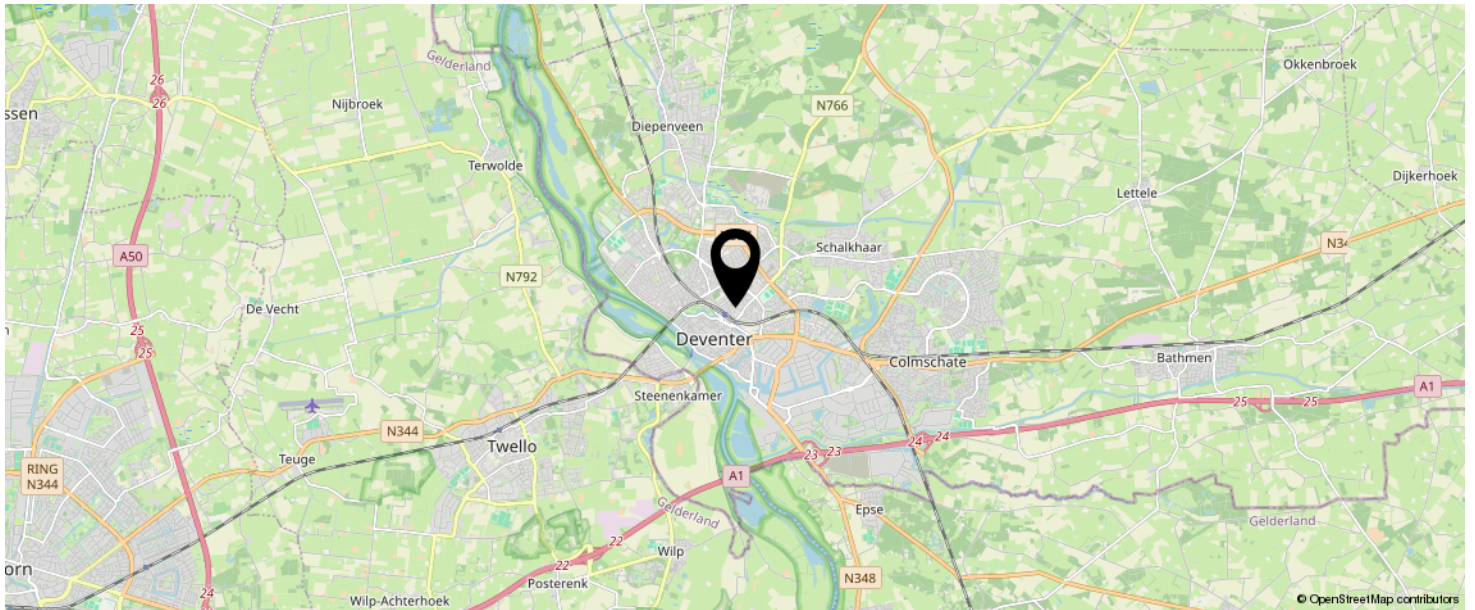 Gelderland
26
26
Okkenbroek
Nijbroek
ssen
N766
Diepenveen
Terwolde
Dijkerhoek
Lettele
Schalkhaar
N34
A50
N792
De Vecht
25
25
Deventer
Colmschate
Bathmen
A1
Steenenkamer
25
25
N344
Twello
24
24
Teuge
23
23
RING
N344
A1
Epse
Gelderland
Gelderland
22
Wilp
22
orn
Posterenk
N348
24
Wilp-Achterhoek
© OpenStreetMap contributors